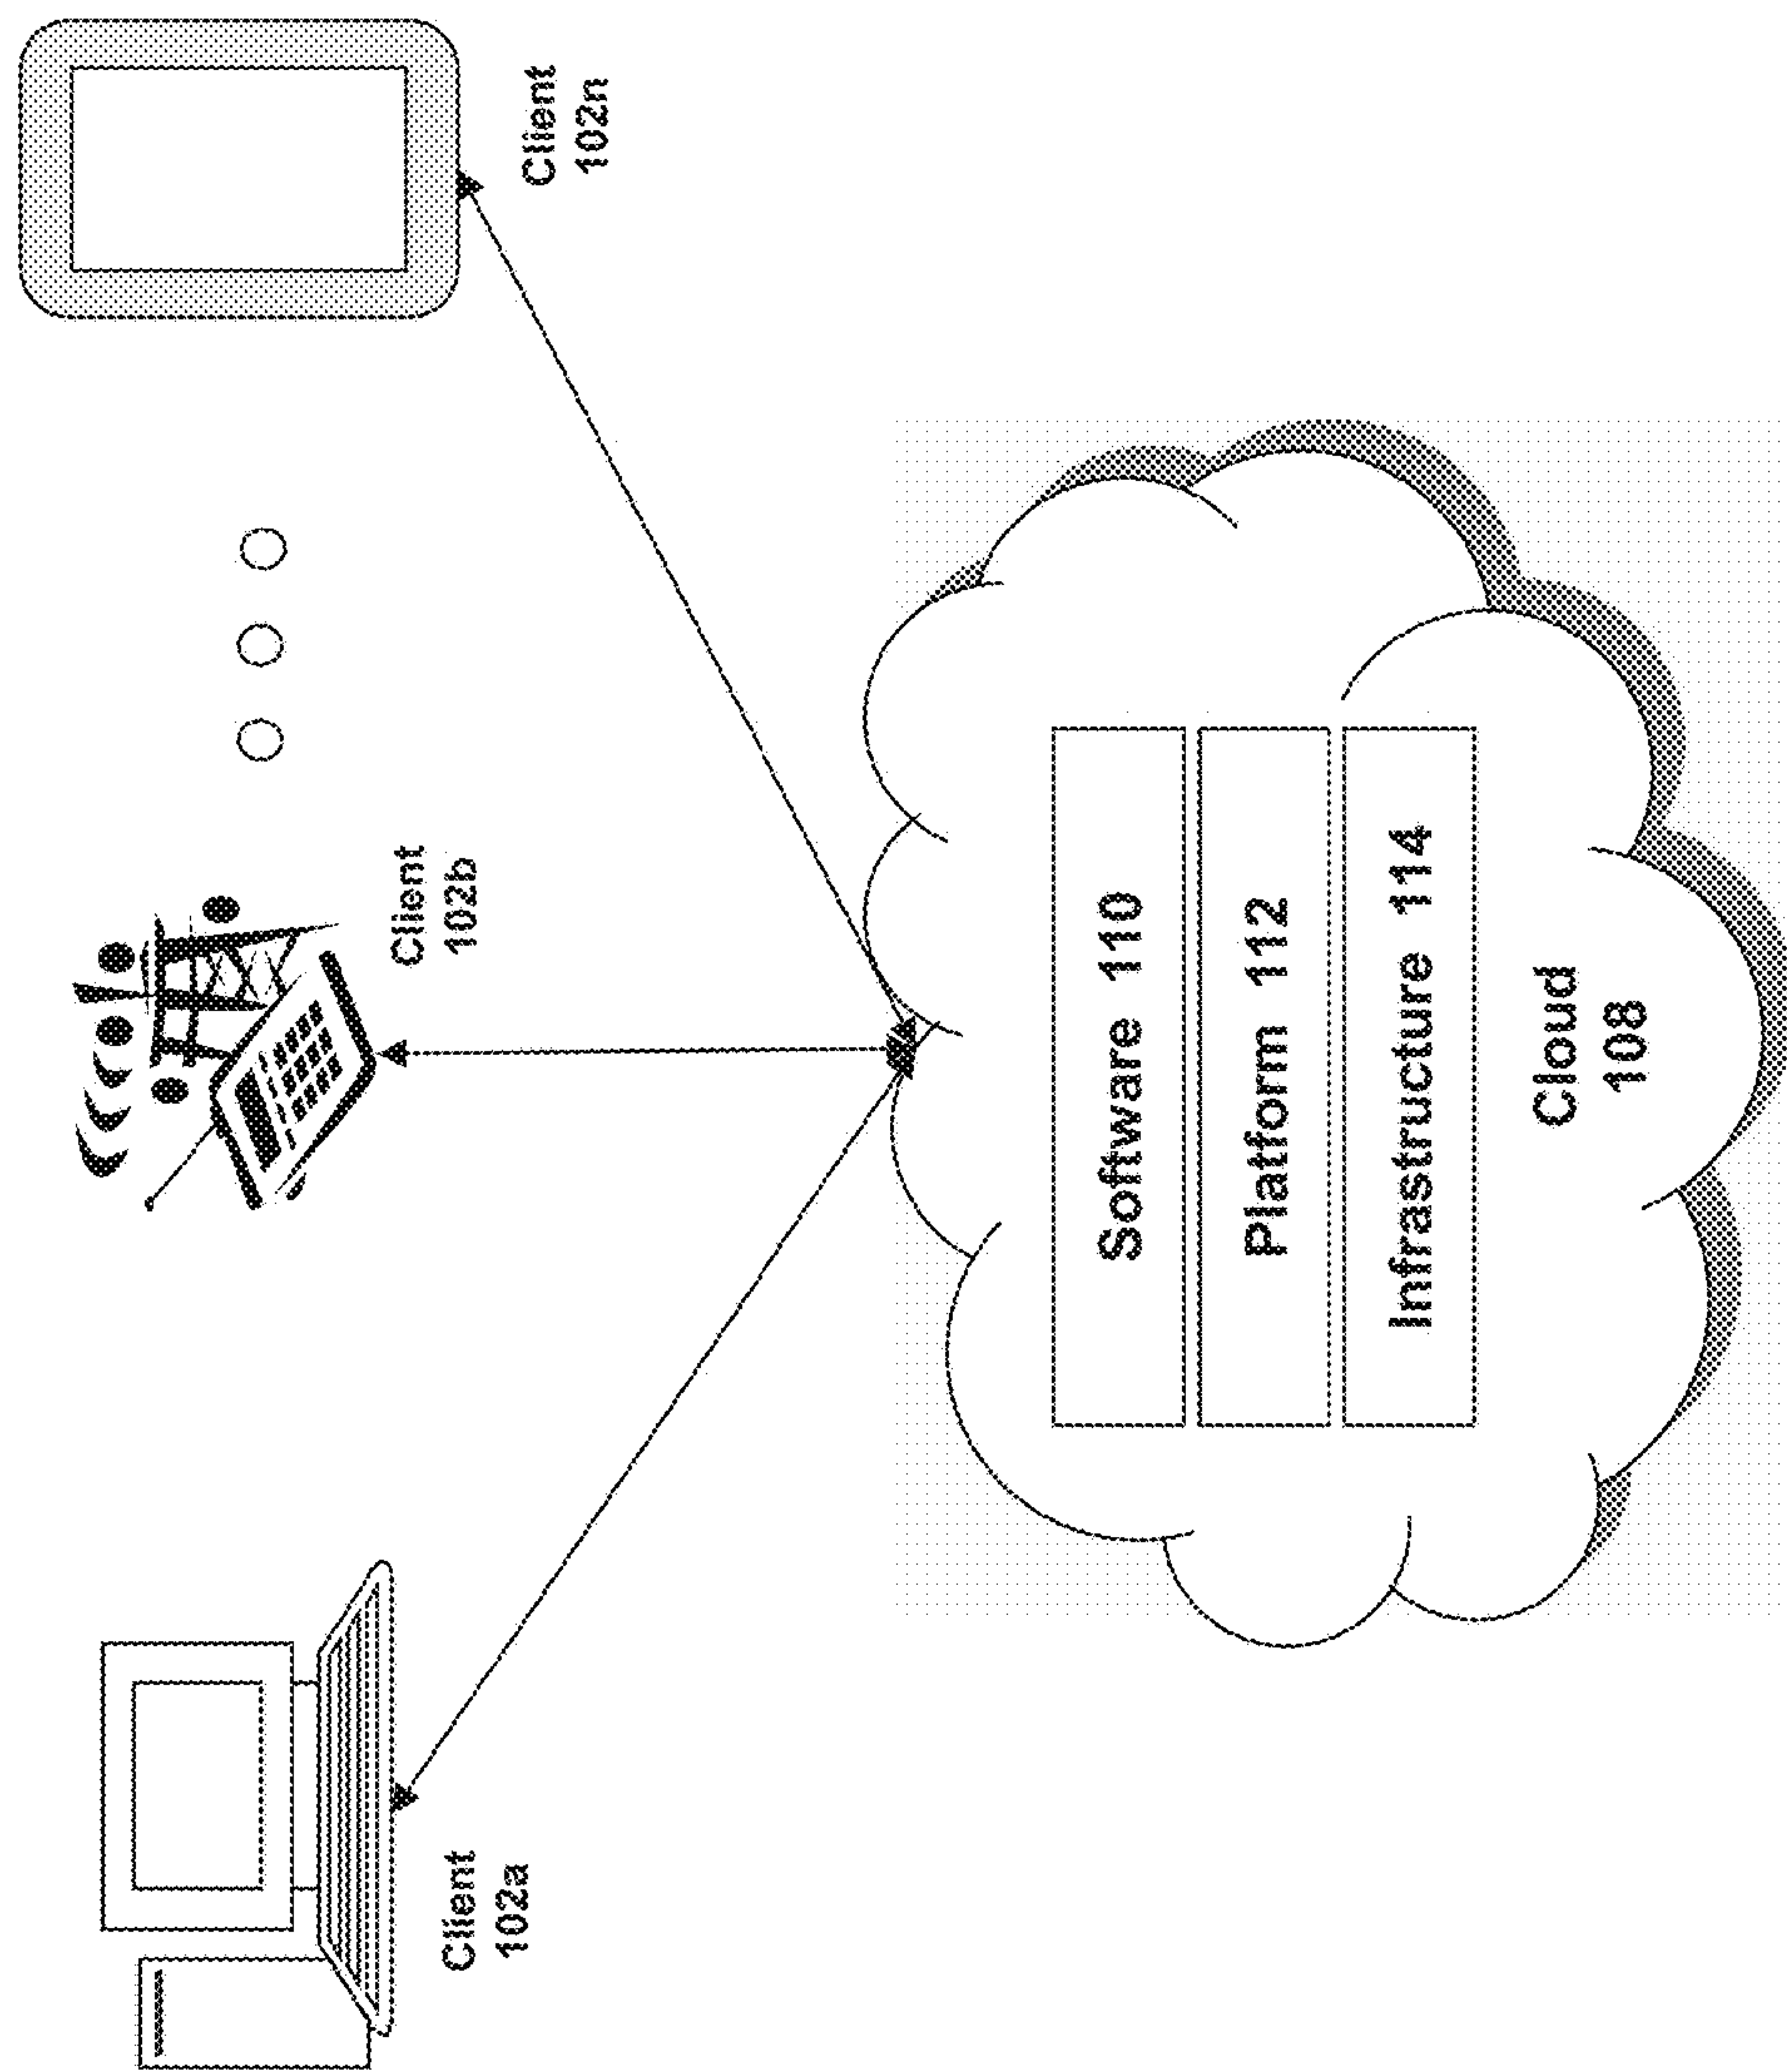 Client
102a
Client
102b
Client
102n
Software 110
Platform 112
Infrastructure 114
Cloud
108